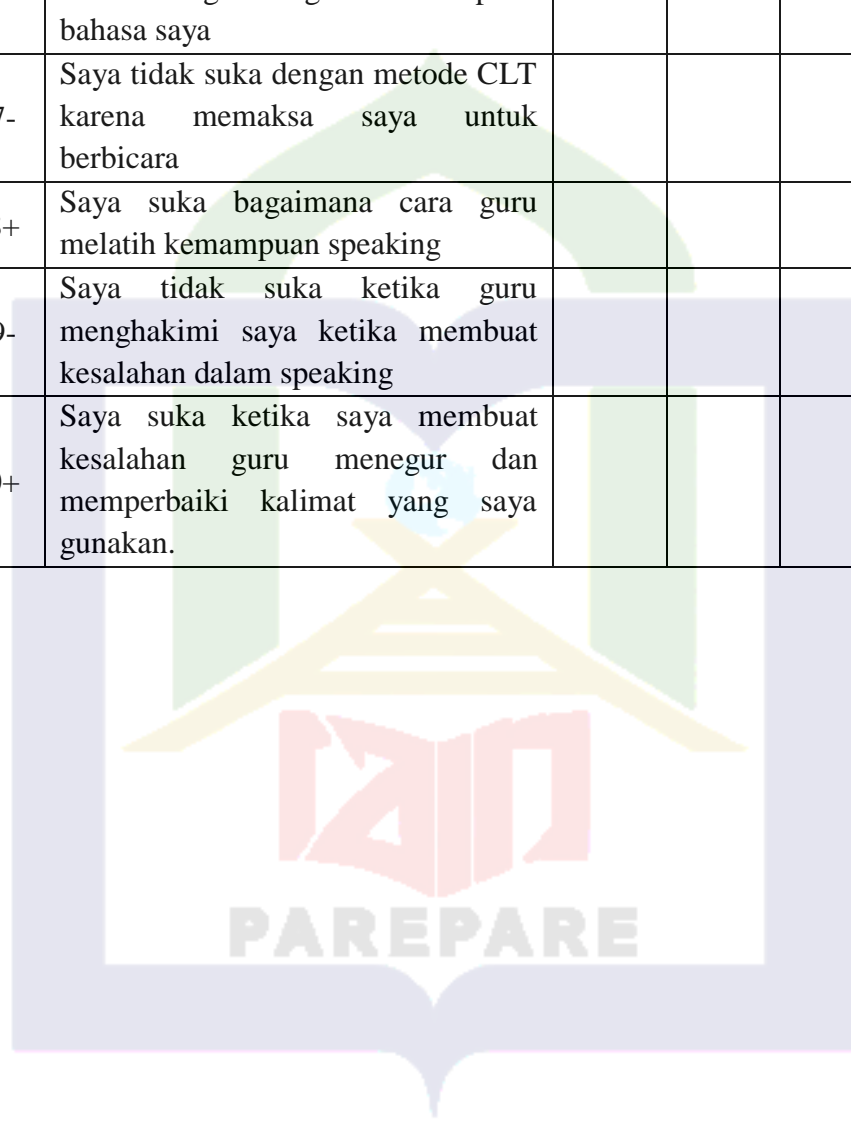 bahasa saya
Saya tidak suka dengan metode CLT
7- karena memaksa saya untuk
berbicara
Saya suka bagaimana cara guru
melatih kemampuan speaking
Saya tidak suka ketika guru
9- menghakimi saya ketika membuat
kesalahan dalam speaking
Saya suka ketika saya membuat
kesalahan guru menegur dan
memperbaiki kalimat yang saya
gunakan.
PAREPARE